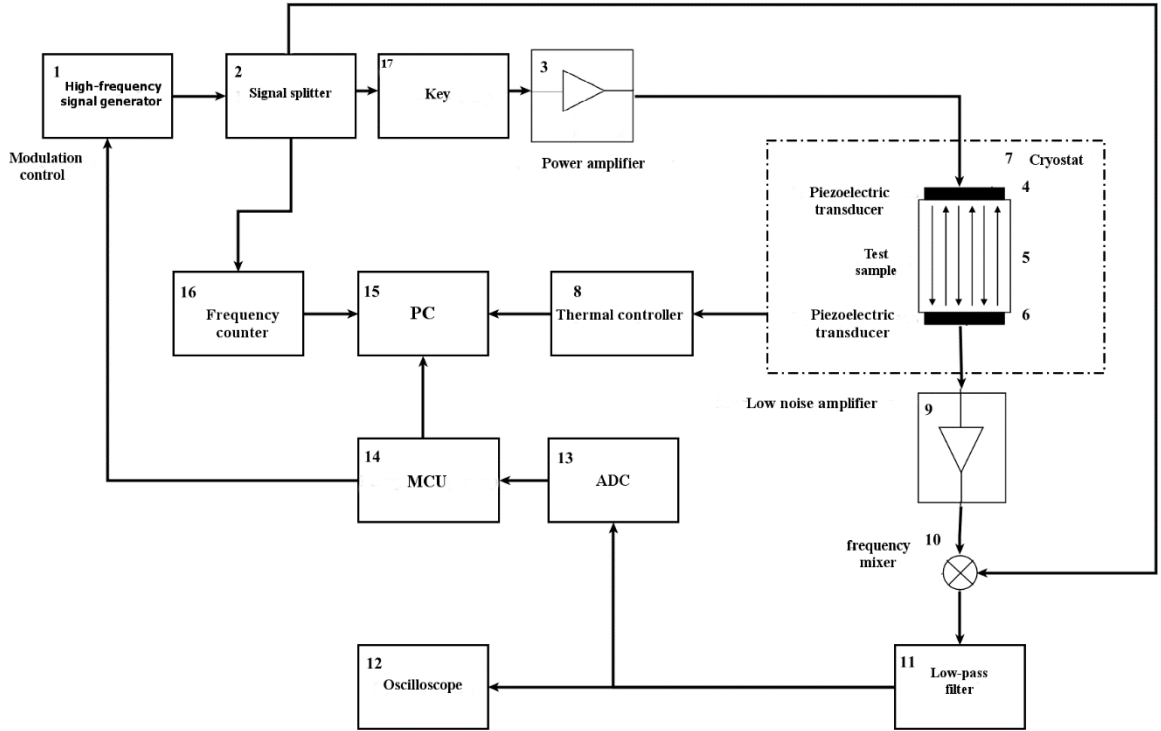 1
High-frequency
signal generator
2
Signal splitter
17
Key
3
Power amplifier
Modulation
control
7 Cryostat
4
Piezoelectric
transducer
Test
sample
5
Piezoelectric
transducer
6
16
Frequency
counter
15
PC
8
Thermal controller
Low noise amplifier
9
14
MCU
13
ADC
frequency
mixer
10
12
Oscilloscope
11
Low-pass
filter